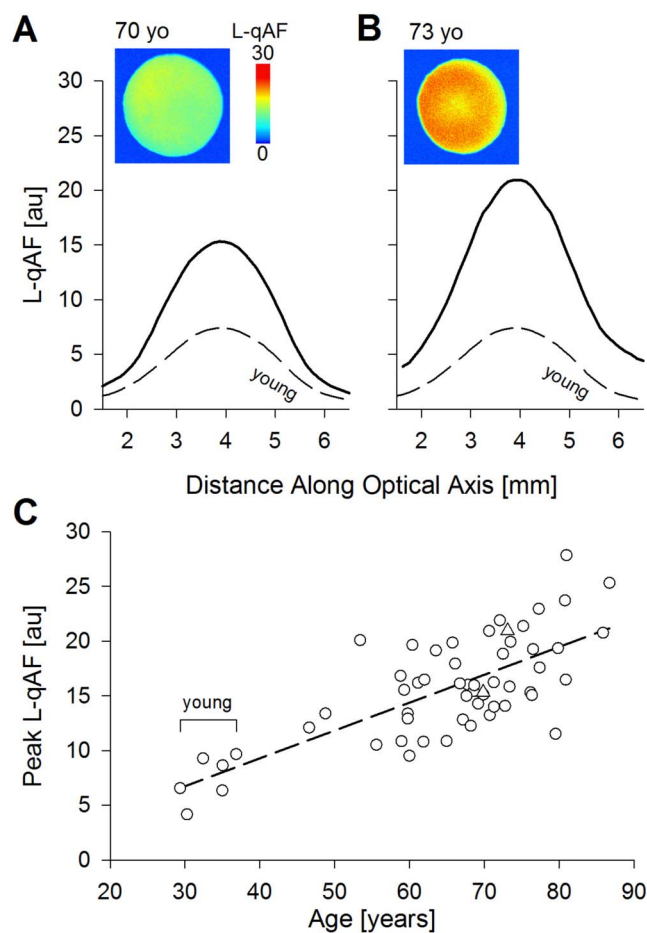 A
70 yo
L-qAF
30
0
B
73 yo
30
25
20
15
10
5
0
L-qAF [au]
young
young
2 3 4 5 6
2 3 4 5 6
Distance Along Optical Axis [mm]
C
30
25
20
15
10
5
0
Peak L-qAF [au]
young
20 30 40 50 60 70 80 90
Age [years]